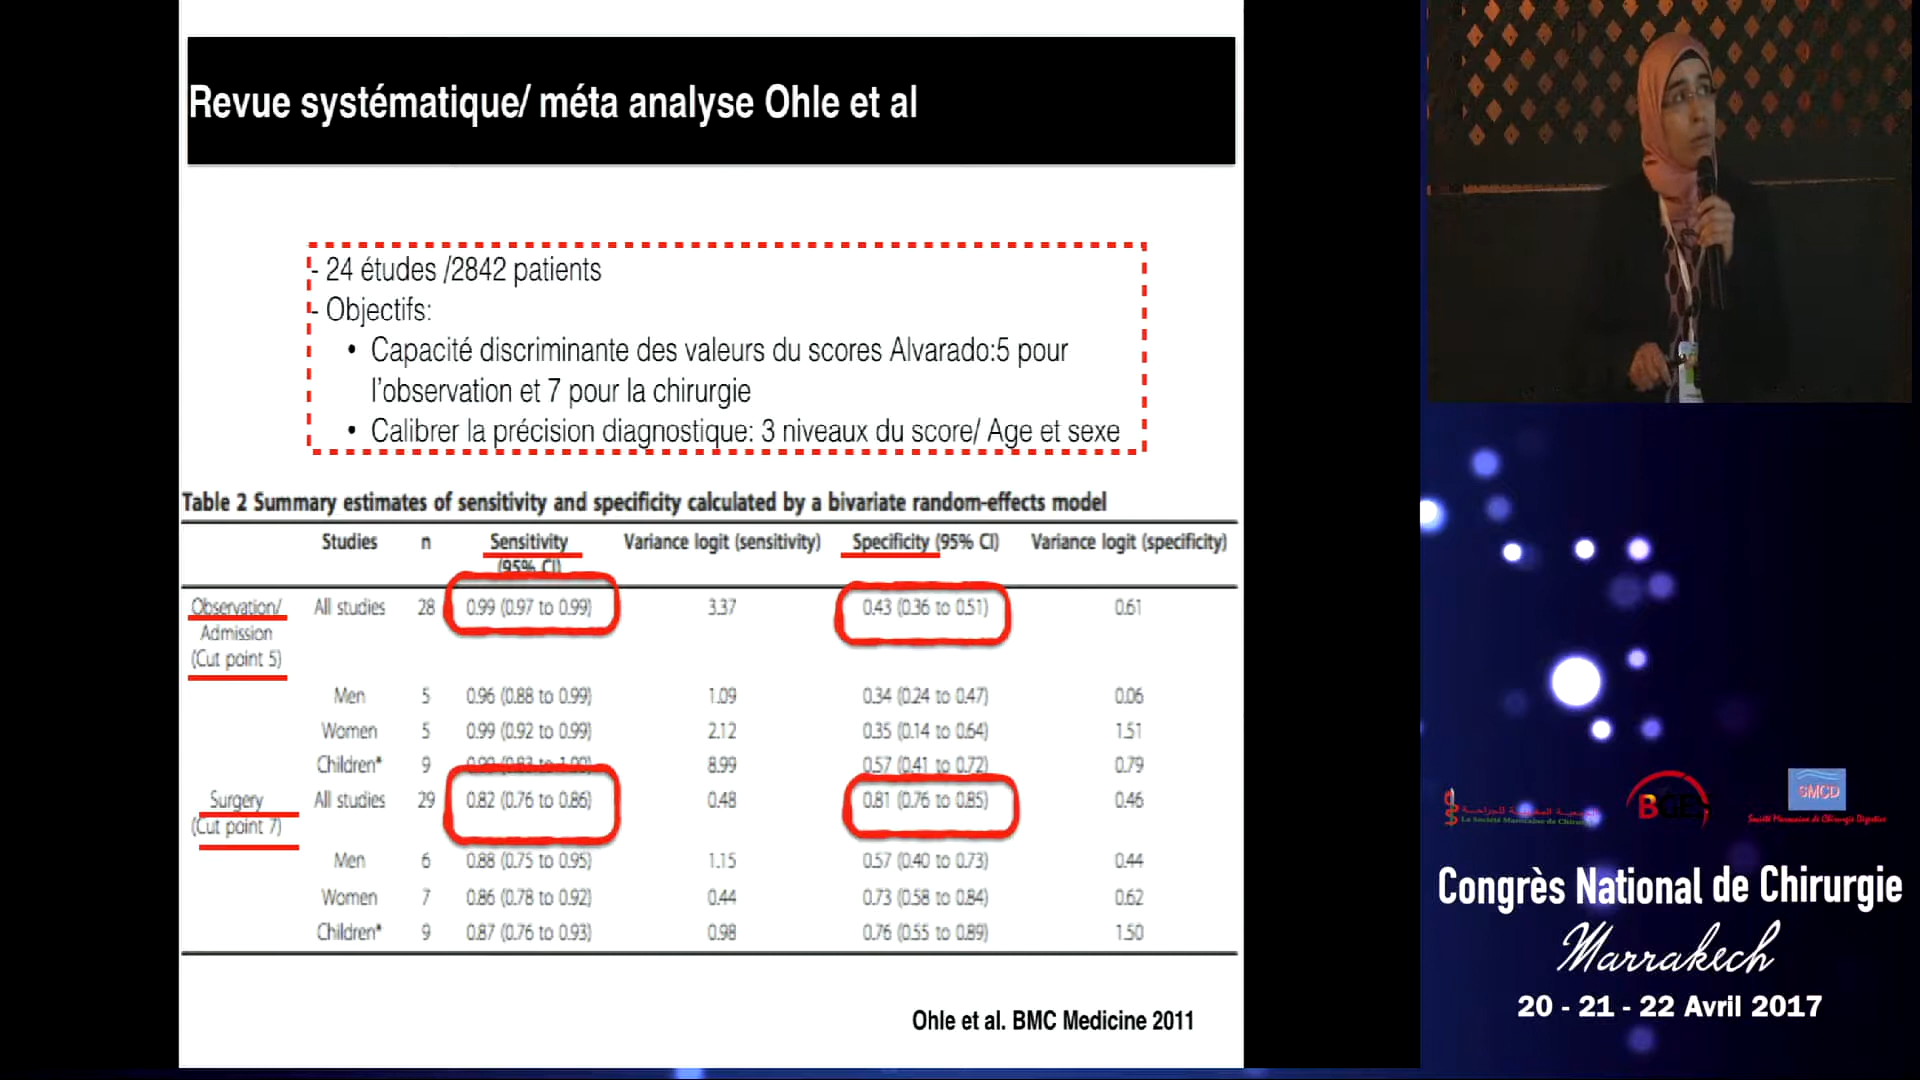 Revue systématique/ méta analyse Ohle et al
- 24 études /2842 patients
- Objectifs:
• Capacité discriminante des valeurs du scores Alvarado:5 pour
l'observation et 7 pour la chirurgie
• Calibrer la précision diagnostique: 3 niveaux du score/ Age et sexe
Table 2 Summary estimates of sensitivity and specificity calculated by a bivariate random-effects model
Studies n Sensitivity Variance logit (sensitivity) Specificity (95% CI) Variance logit (specificity)
(95% CI)
Observation/ All studies 28 0.99 (0.97 to 0.99) 3.37 0.43 (0.36 to 0.51) 0.61
Admission
(Cut point 5)
Men 5 0.96 (0.88 to 0.99) 1.09 0.34 (0.24 to 0.47) 0.06
Women 5 0.99 (0.92 to 0.99) 2.12 0.35 (0.14 to 0.64) 1.51
Children* 9 0.99 (0.83 to 1.00) 8.99 0.57 (0.41 to 0.72) 0.79
Surgery All studies 29 0.82 (0.76 to 0.86) 0.48 0.81 (0.76 to 0.85) 0.46
(Cut point 7)
Men 6 0.88 (0.75 to 0.95) 1.15 0.57 (0.40 to 0.73) 0.44
Women 7 0.86 (0.78 to 0.92) 0.44 0.73 (0.58 to 0.84) 0.62
Children* 9 0.87 (0.76 to 0.93) 0.98 0.76 (0.55 to 0.89) 1.50
Ohle et al. BMC Medicine 2011
SMCD
La Société Marocaine de Chirurgie
Société Marocaine de Chirurgie Digestive
Congrès National de Chirurgie
Marrakech
20 - 21 - 22 Avril 2017